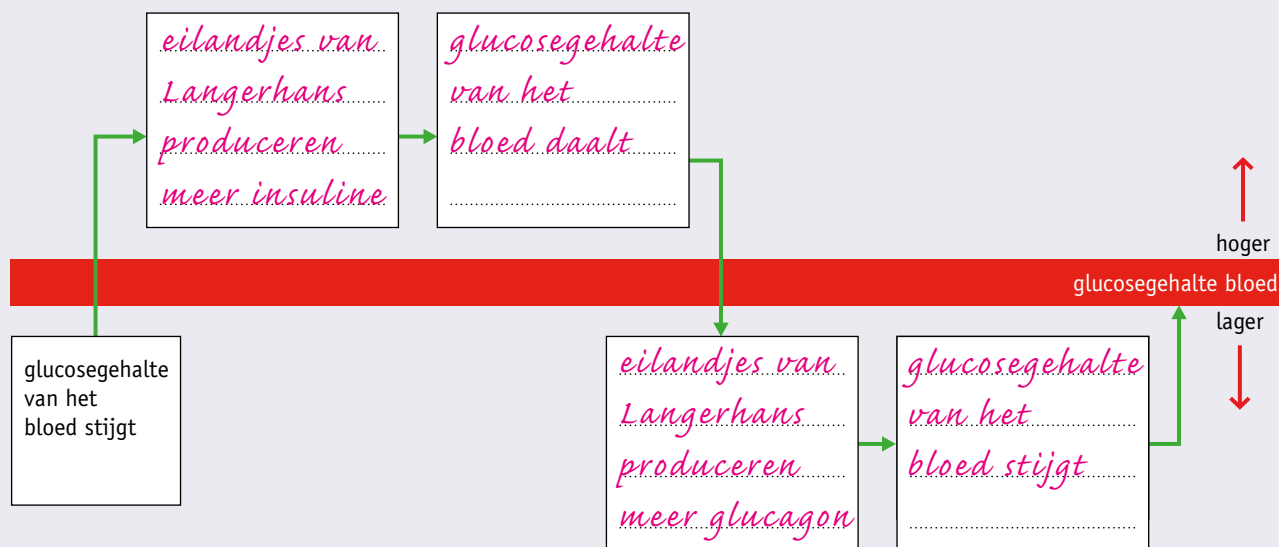 eilandjes van
Langerhans
produceren
meer insuline
glucosegehalte
van het
bloed daalt
hoger
glucosegehalte bloed
lager
glucosegehalte
van het
bloed stijgt
eilandjes van
Langerhans
produceren
meer glucagon
glucosegehalte
van het
bloed stijgt